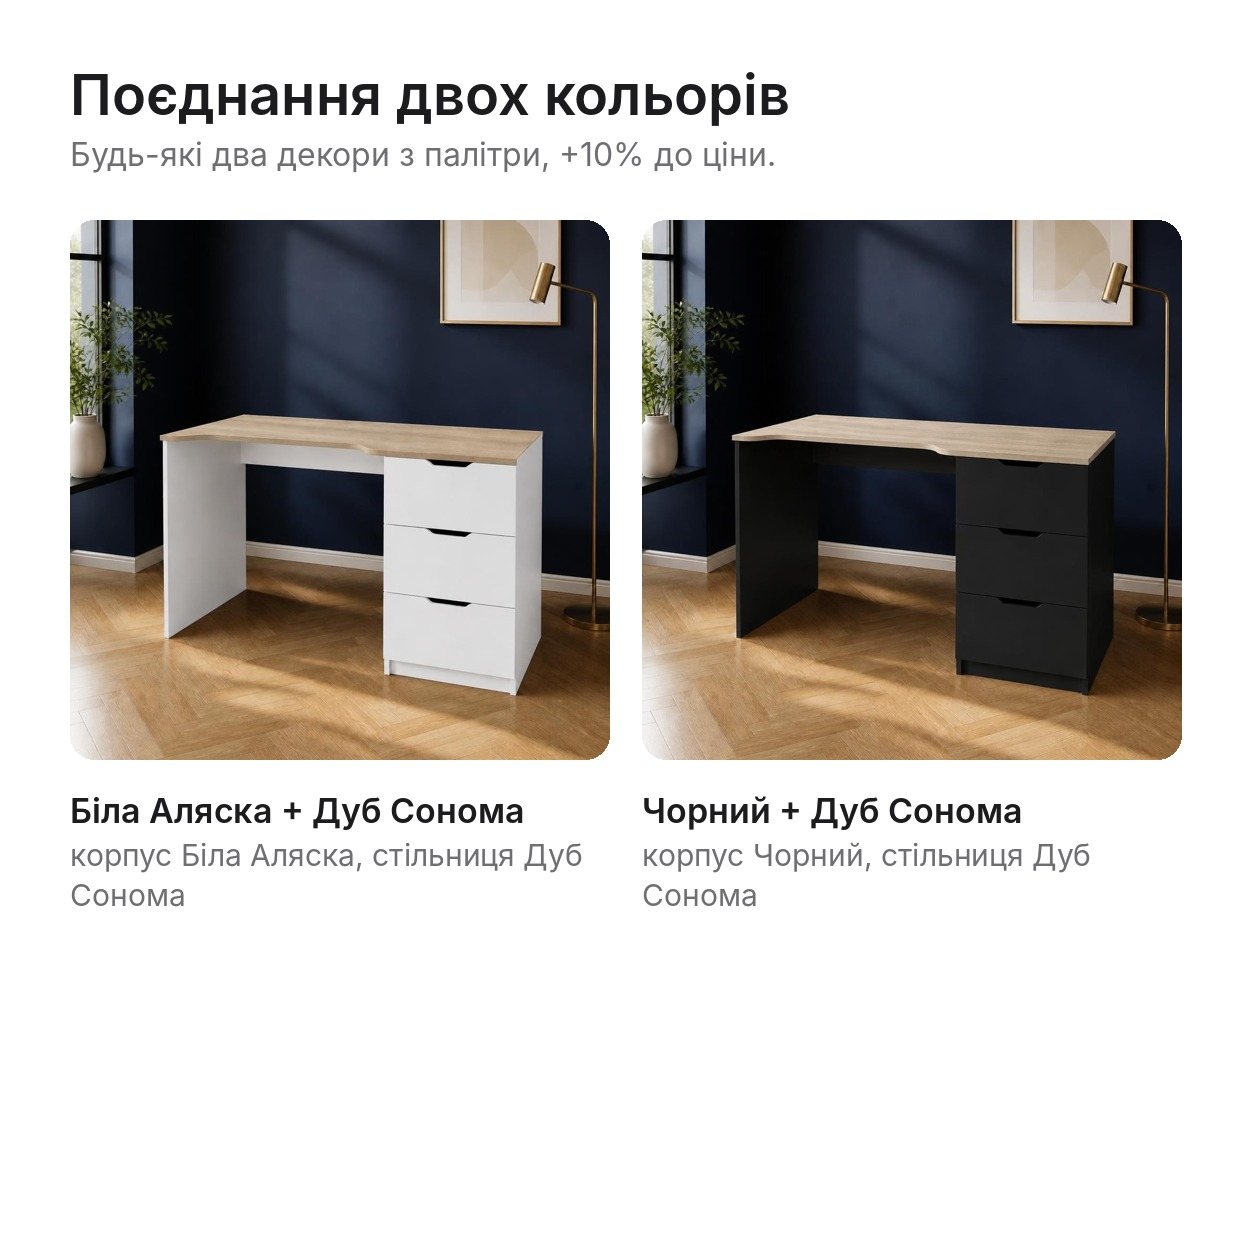 Поєднання двох кольорів
Будь-які два декори з палітри, +10% до ціни.
Біла Аляска + Дуб Сонома
корпус Біла Аляска, стільниця Дуб
Сонома
Чорний + Дуб Сонома
корпус Чорний, стільниця Дуб
Сонома